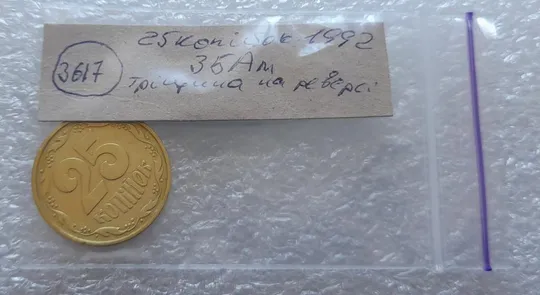 25 копійок 1992
3617
3БАм
тріщина на реверсі
25
КОПІЙОК